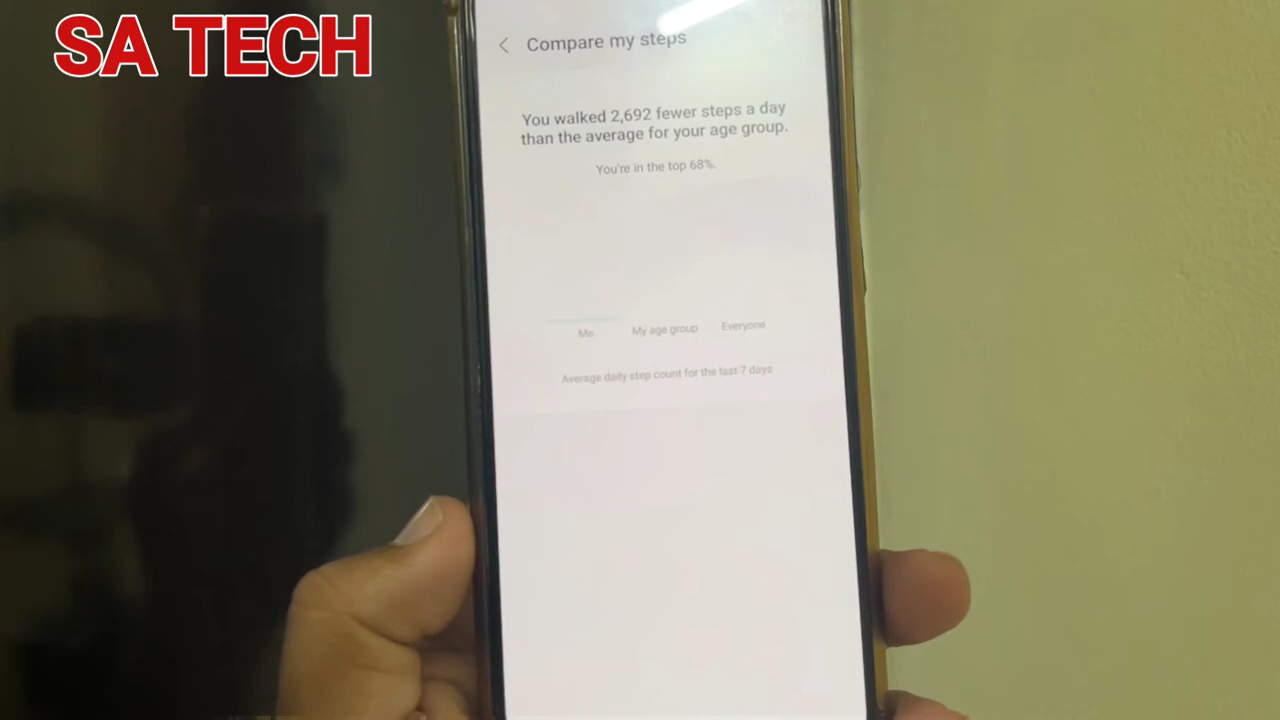 SA TECH
Compare my steps
You walked 2,692 fewer steps a day
than the average for your age group.
You're in the top 68%.
Me My age group Everyone
Average daily step count for the last 7 days